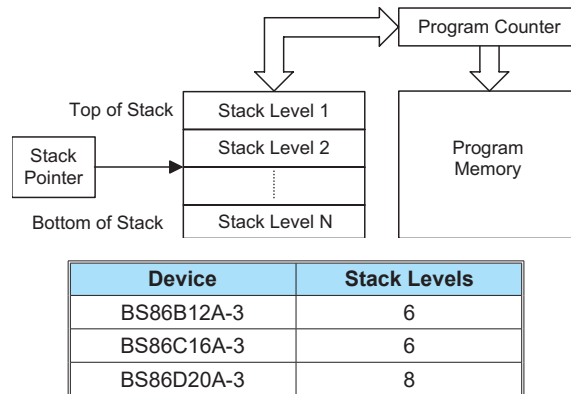 Program Counter
Top of Stack
Stack Level 1
Stack Level 2
Stack
Pointer
Program
Memory
Bottom of Stack
Stack Level N
Device Stack Levels
BS86B12A-3 6
BS86C16A-3 6
BS86D20A-3 8